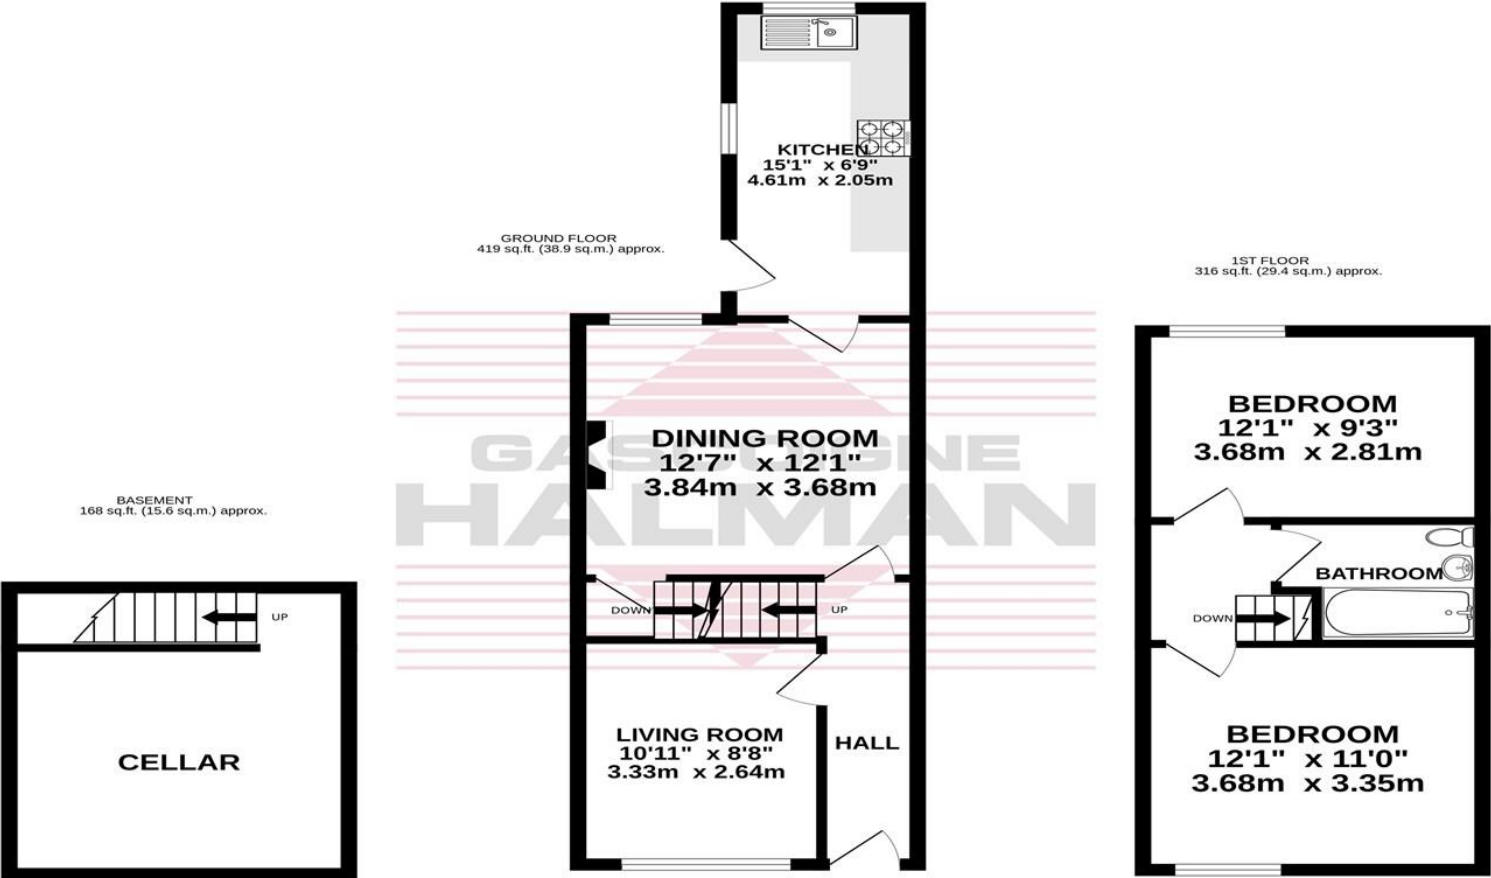 BASEMENT
168 sq.ft. (15.6 sq.m.) approx.
UP
CELLAR
GROUND FLOOR
419 sq.ft. (38.9 sq.m.) approx.
KITCHEN
15'1" x 6'9"
4.61m x 2.05m
GASCOIGNE
HALMAN
DINING ROOM
12'7" x 12'1"
3.84m x 3.68m
DOWN
UP
LIVING ROOM
10'11" x 8'8"
3.33m x 2.64m
HALL
1ST FLOOR
316 sq.ft. (29.4 sq.m.) approx.
BEDROOM
12'1" x 9'3"
3.68m x 2.81m
BATHROOM
DOWN
BEDROOM
12'1" x 11'0"
3.68m x 3.35m